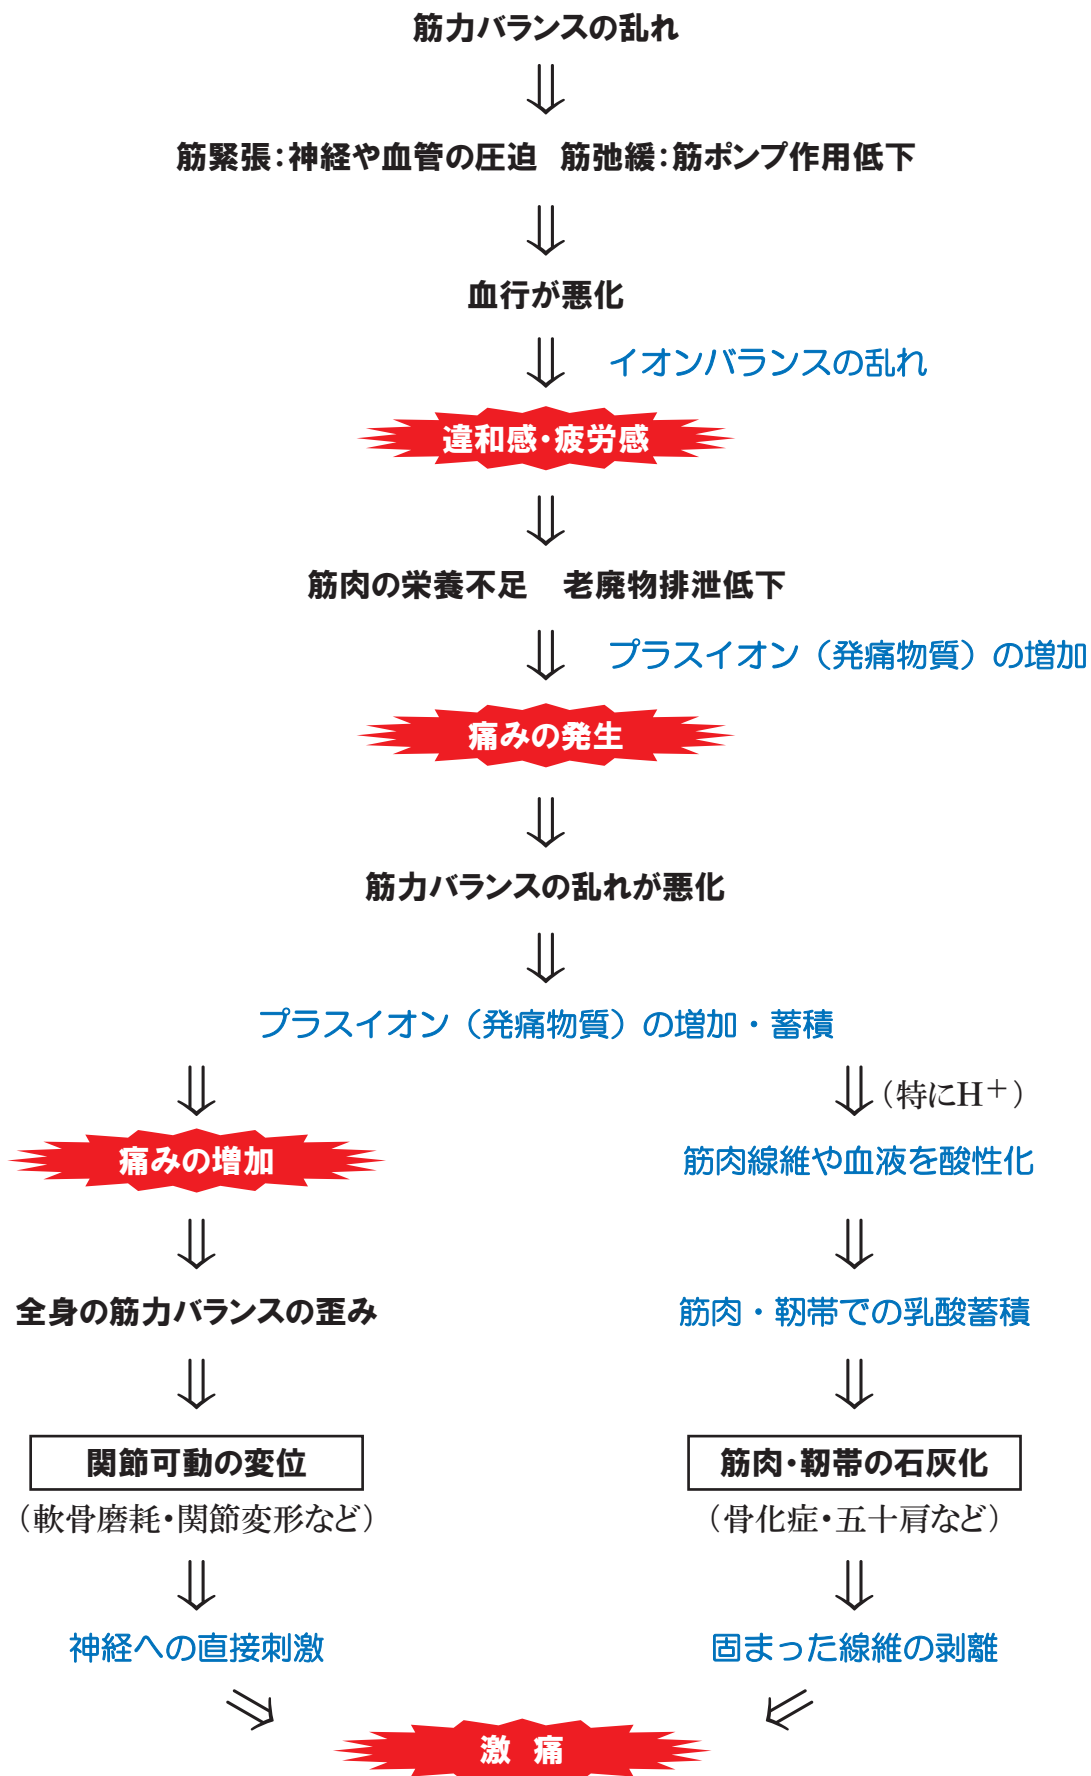 筋力バランスの乱れ
筋緊張：神経や血管の圧迫　筋弛緩：筋ポンプ作用低下
血行が悪化
イオンバランスの乱れ
違和感・疲労感
筋肉の栄養不足　老廃物排泄低下
プラスイオン（発痛物質）の増加
痛みの発生
筋力バランスの乱れが悪化
プラスイオン（発痛物質）の増加・蓄積
（特にH⁺）
痛みの増加
筋肉線維や血液を酸性化
全身の筋力バランスの歪み
筋肉・靭帯での乳酸蓄積
関節可動の変位
筋肉・靭帯の石灰化
（軟骨磨耗・関節変形など）
（骨化症・五十肩など）
神経への直接刺激
固まった線維の剥離
激　痛